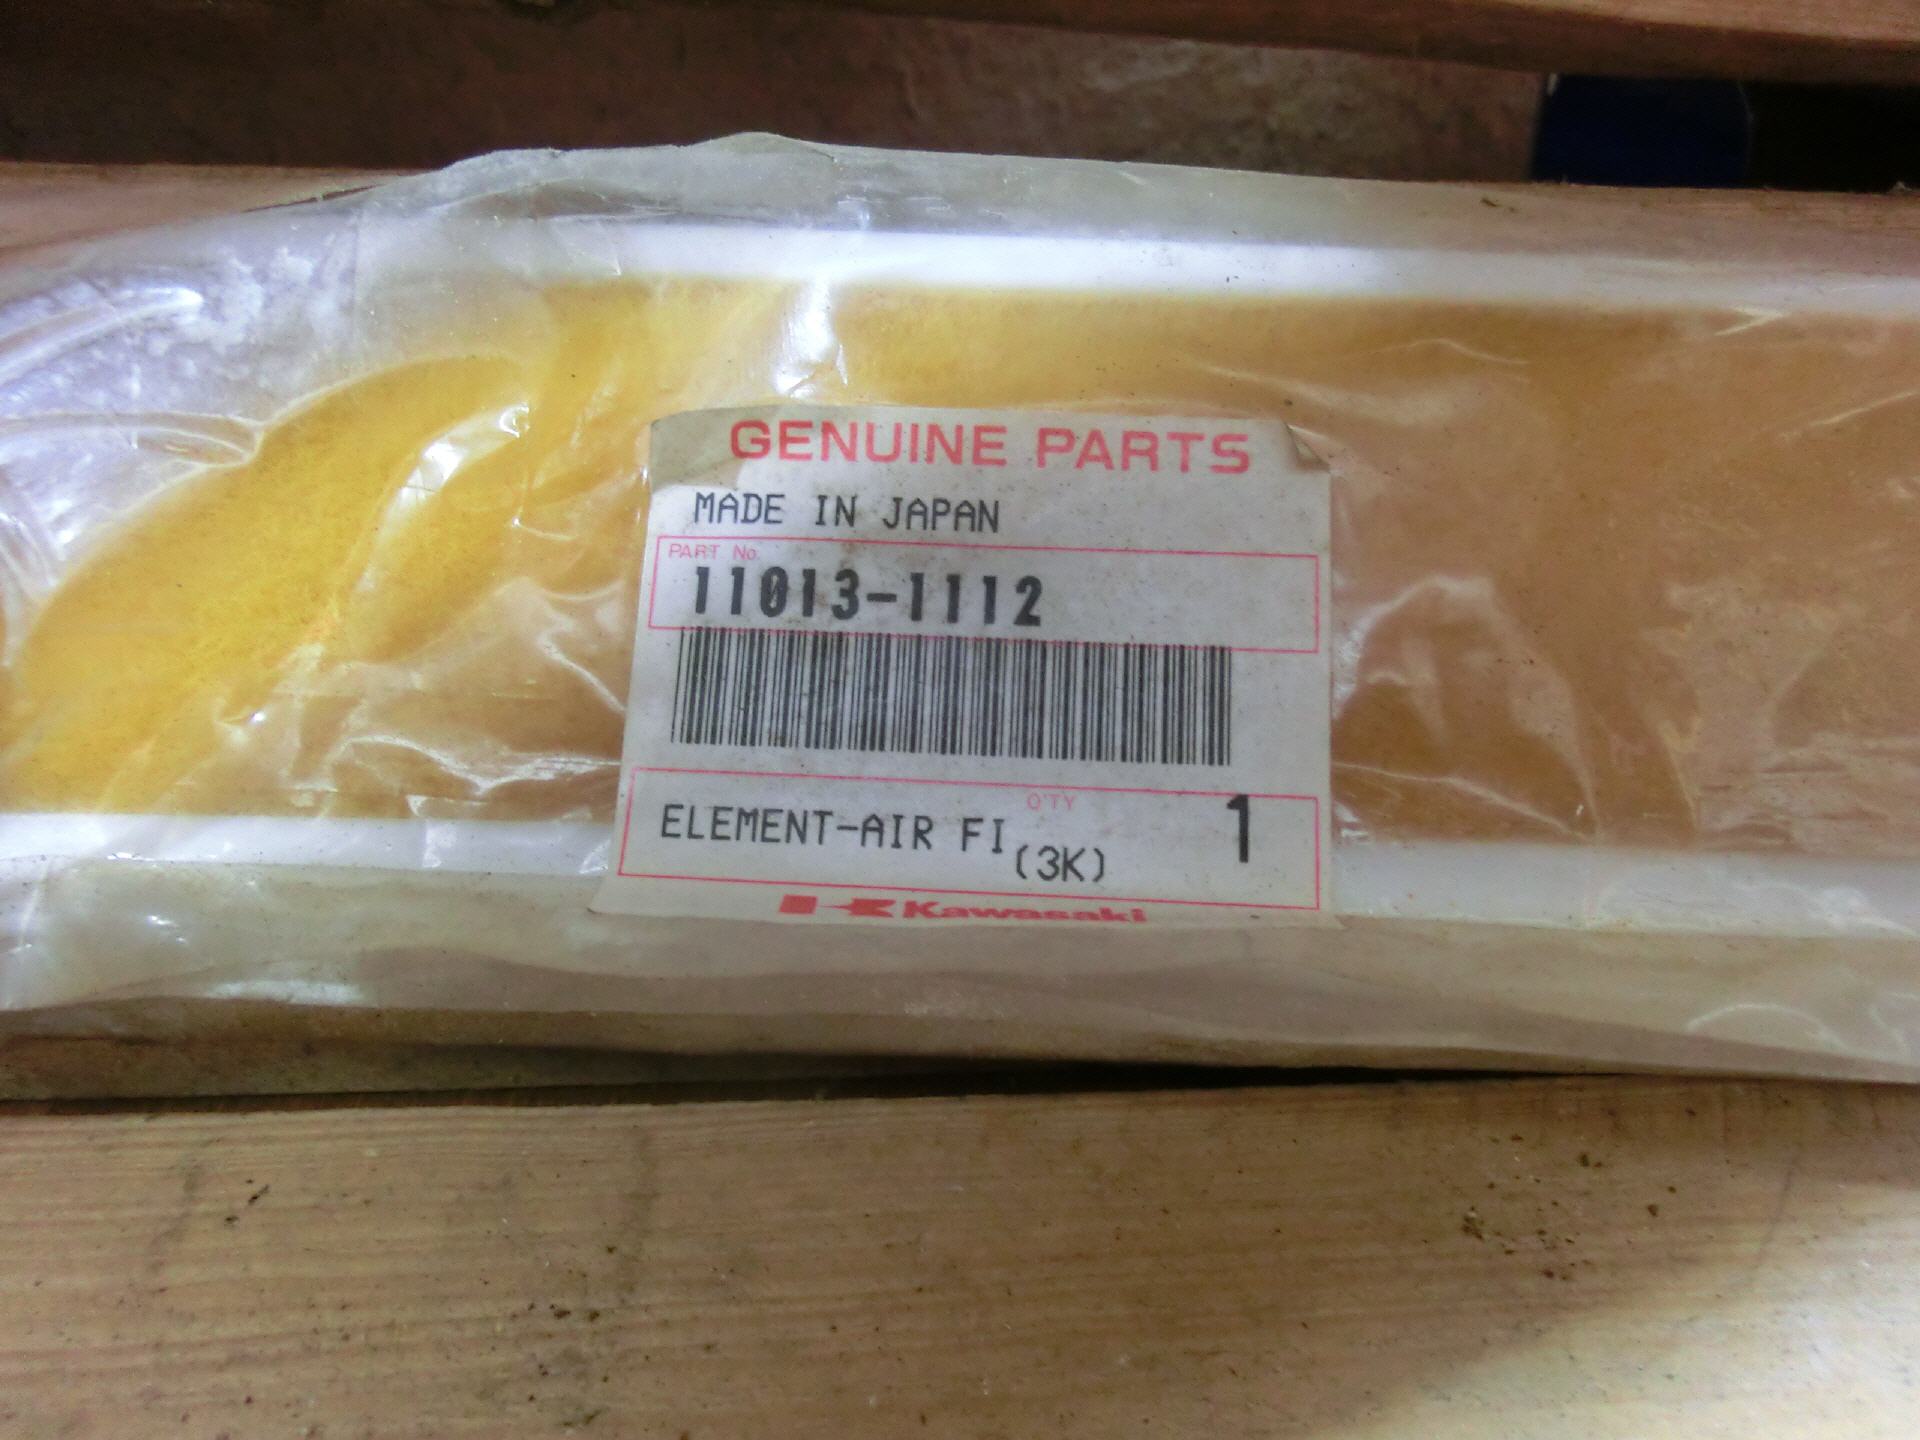 GENUINE PARTS
MADE IN JAPAN
PART No.
11013-1112
Q'TY
ELEMENT-AIR FI (3K) 1
Kawasaki